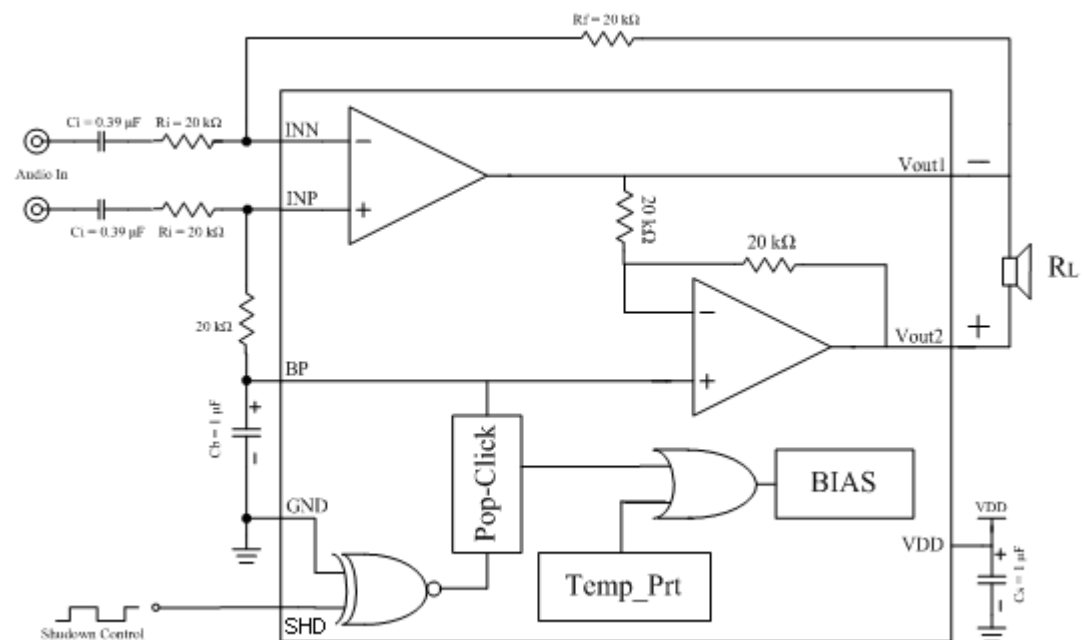 Rf = 20 kΩ
Ci = 0.39 µF
Ri = 20 kΩ
INN
−
Audio In
Vout1
−
INP
+
Ci = 0.39 µF
Ri = 20 kΩ
20 kΩ
20 kΩ
RL
20 kΩ
−
+
Vout2
BP
+
+
Cb = 1 µF
−
Pop-Click
BIAS
GND
VDD
VDD
+
Cs = 1 µF
−
Temp_Prt
SHD
Shudown Control